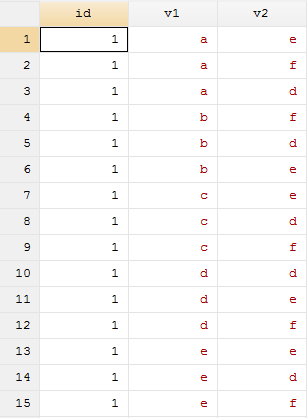 id v1 v2
1 1 a e
2 1 a f
3 1 a d
4 1 b f
5 1 b d
6 1 b e
7 1 c e
8 1 c d
9 1 c f
10 1 d d
11 1 d e
12 1 d f
13 1 e e
14 1 e d
15 1 e f